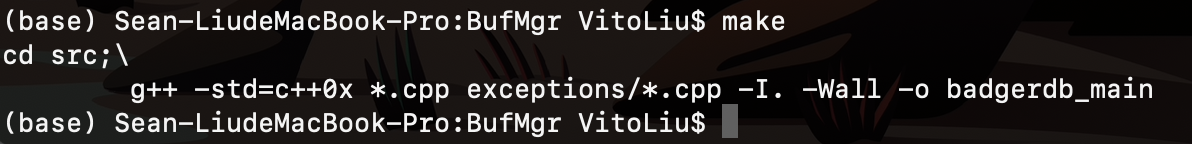 (base) Sean-LiudeMacBook-Pro:BufMgr VitoLiu$ make
cd src;\
g++ -std=c++0x *.cpp exceptions/*.cpp -I. -Wall -o badgerdb_main
(base) Sean-LiudeMacBook-Pro:BufMgr VitoLiu$